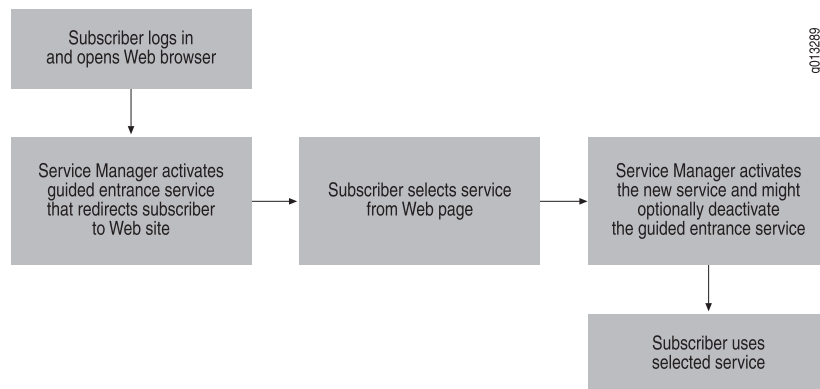 Subscriber logs in
and opens Web browser
g013289
Service Manager activates
guided entrance service
that redirects subscriber
to Web site
Subscriber selects service
from Web page
Service Manager activates
the new service and might
optionally deactivate
the guided entrance service
Subscriber uses
selected service